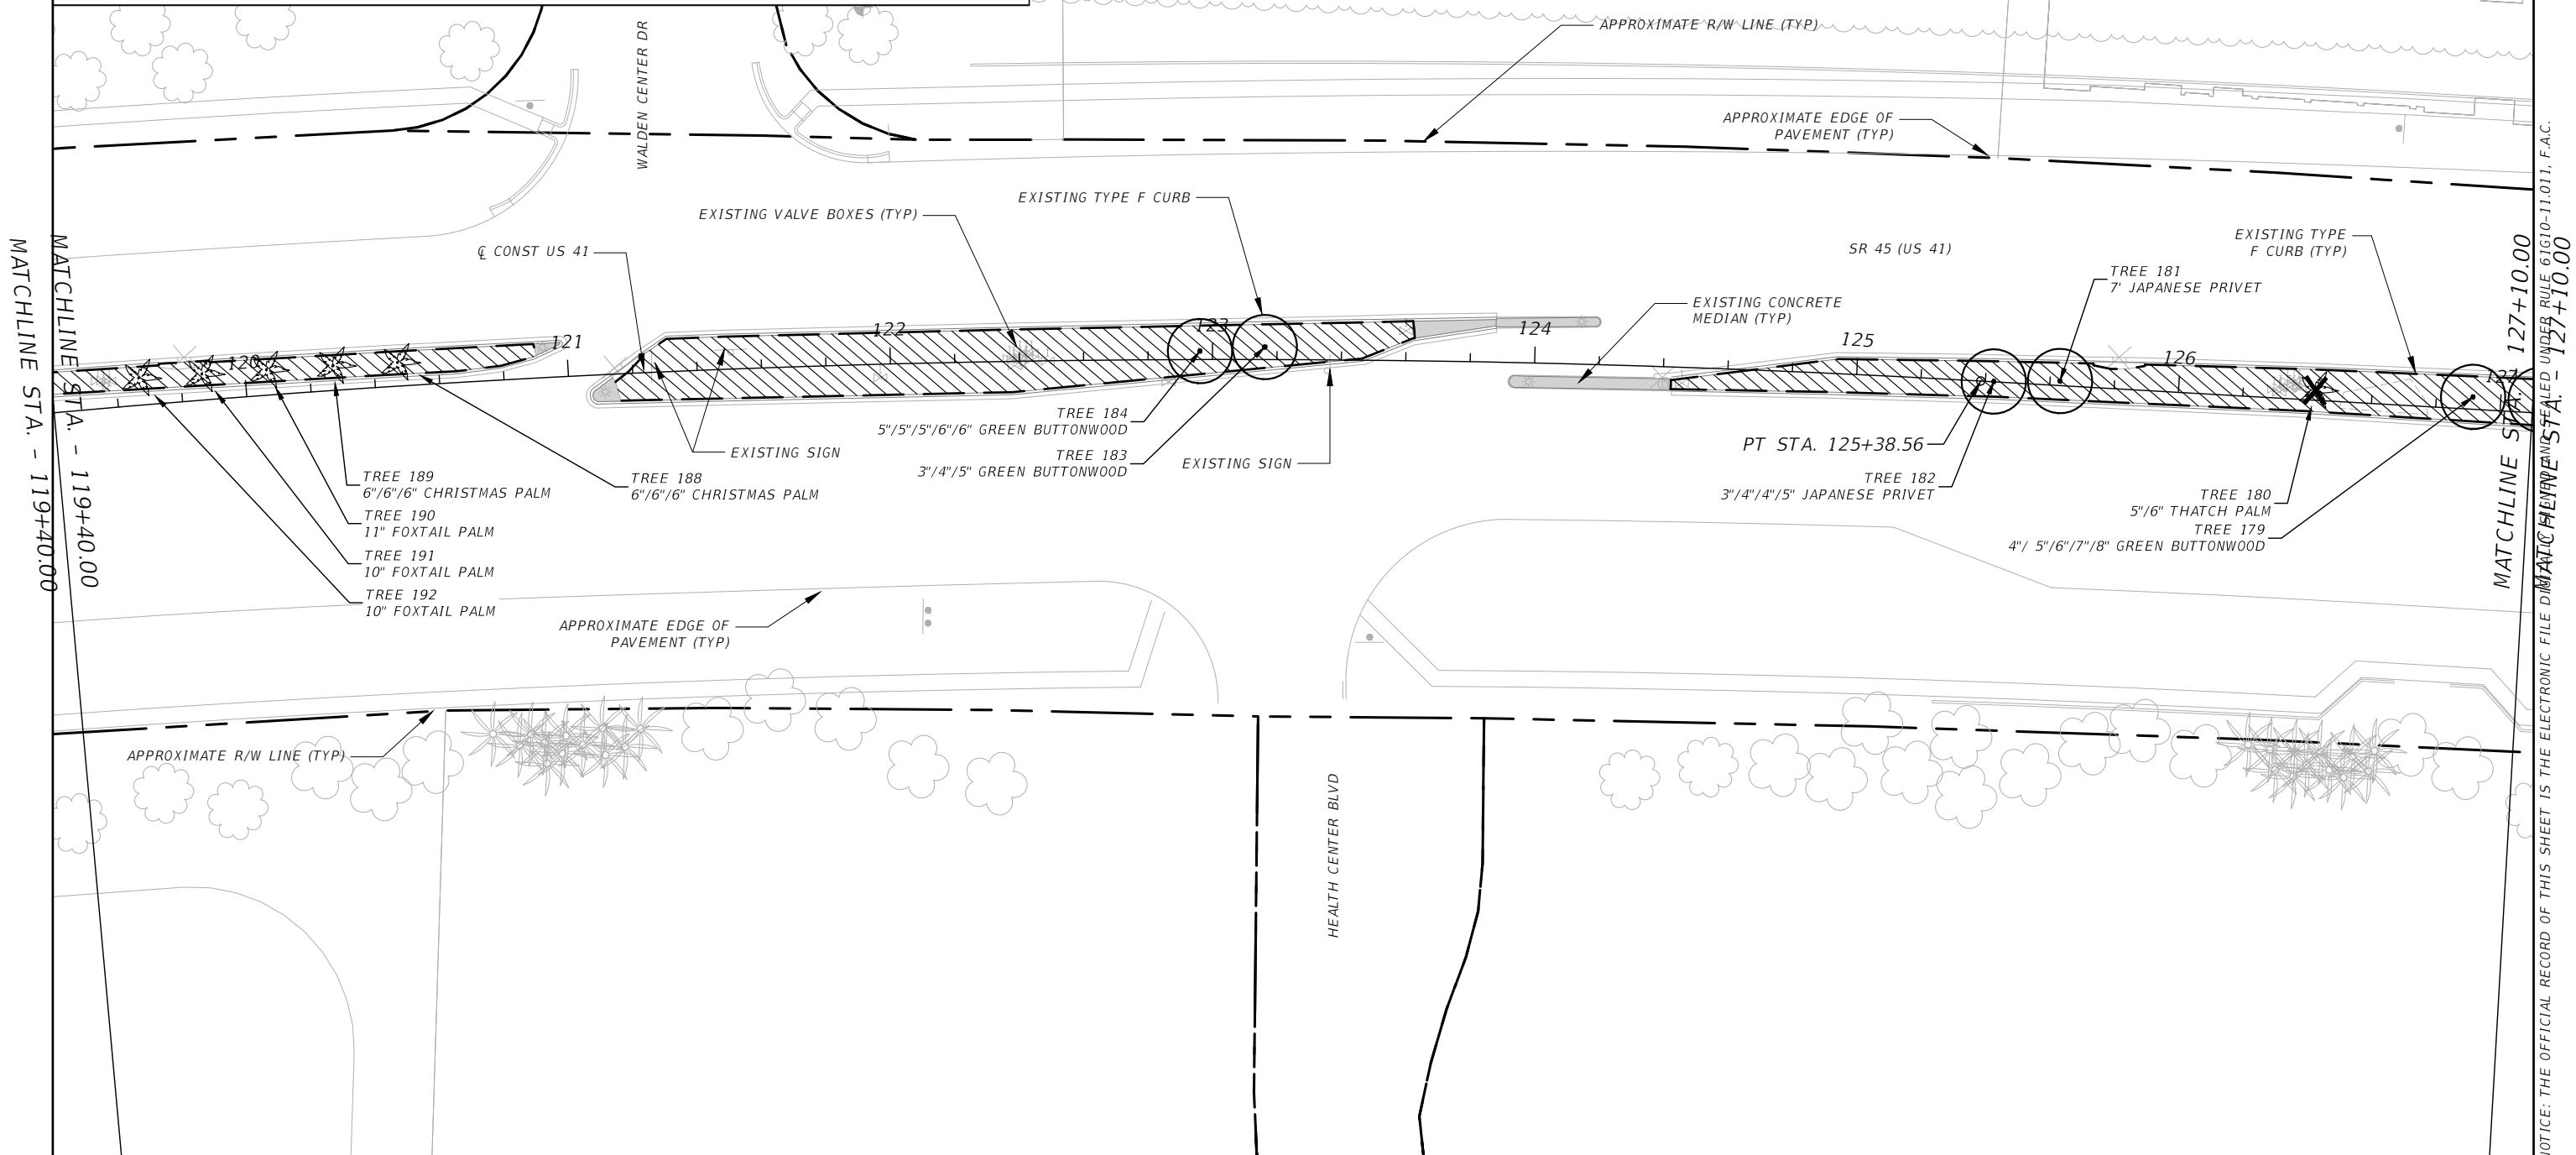 APPROXIMATE R/W LINE (TYP)
WALDEN CENTER DR
APPROXIMATE EDGE OF
PAVEMENT (TYP)
EXISTING TYPE F CURB
EXISTING VALVE BOXES (TYP)
℄ CONST US 41
SR 45 (US 41)
EXISTING TYPE
F CURB (TYP)
TREE 181
7' JAPANESE PRIVET
EXISTING CONCRETE
MEDIAN (TYP)
MATCHLINE STA. - 119+40.00
MATCHLINE STA. - 119+40.00
120
121
122
123
124
125
126
127
TREE 184
5"/5"/5"/6"/6" GREEN BUTTONWOOD
TREE 183
3"/4"/5" GREEN BUTTONWOOD
EXISTING SIGN
EXISTING SIGN
PT STA. 125+38.56
TREE 182
3"/4"/4"/5" JAPANESE PRIVET
TREE 180
5"/6" THATCH PALM
TREE 179
4"/ 5"/6"/7"/8" GREEN BUTTONWOOD
TREE 189
6"/6"/6" CHRISTMAS PALM
TREE 188
6"/6"/6" CHRISTMAS PALM
TREE 190
11" FOXTAIL PALM
TREE 191
10" FOXTAIL PALM
TREE 192
10" FOXTAIL PALM
APPROXIMATE EDGE OF
PAVEMENT (TYP)
APPROXIMATE R/W LINE (TYP)
HEALTH CENTER BLVD
MATCHLINE STA. - 127+10.00
MATCHLINE STA. - 127+10.00
NOTICE: THE OFFICIAL RECORD OF THIS SHEET IS THE ELECTRONIC FILE DIGITALLY SIGNED AND SEALED UNDER RULE 61G10-11.011, F.A.C.